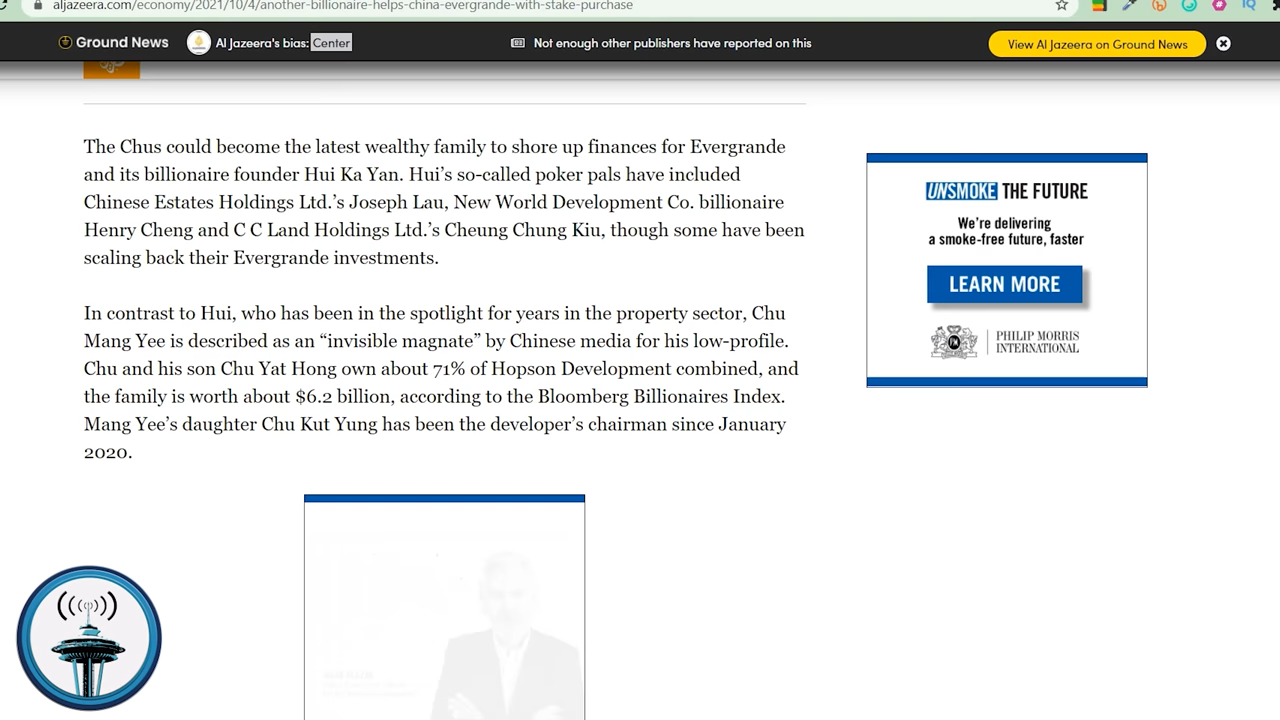 aljazeera.com/economy/2021/10/4/another-billionaire-helps-china-evergrande-with-stake-purchase
Ground News
Al Jazeera's bias: Center
Not enough other publishers have reported on this
View Al Jazeera on Ground News
The Chus could become the latest wealthy family to shore up finances for Evergrande
and its billionaire founder Hui Ka Yan. Hui’s so-called poker pals have included
Chinese Estates Holdings Ltd.’s Joseph Lau, New World Development Co. billionaire
Henry Cheng and C C Land Holdings Ltd.’s Cheung Chung Kiu, though some have been
scaling back their Evergrande investments.
In contrast to Hui, who has been in the spotlight for years in the property sector, Chu
Mang Yee is described as an “invisible magnate” by Chinese media for his low-profile.
Chu and his son Chu Yat Hong own about 71% of Hopson Development combined, and
the family is worth about $6.2 billion, according to the Bloomberg Billionaires Index.
Mang Yee’s daughter Chu Kut Yung has been the developer’s chairman since January
2020.
UNSMOKE THE FUTURE
We’re delivering
a smoke-free future, faster
LEARN MORE
PHILIP MORRIS
INTERNATIONAL